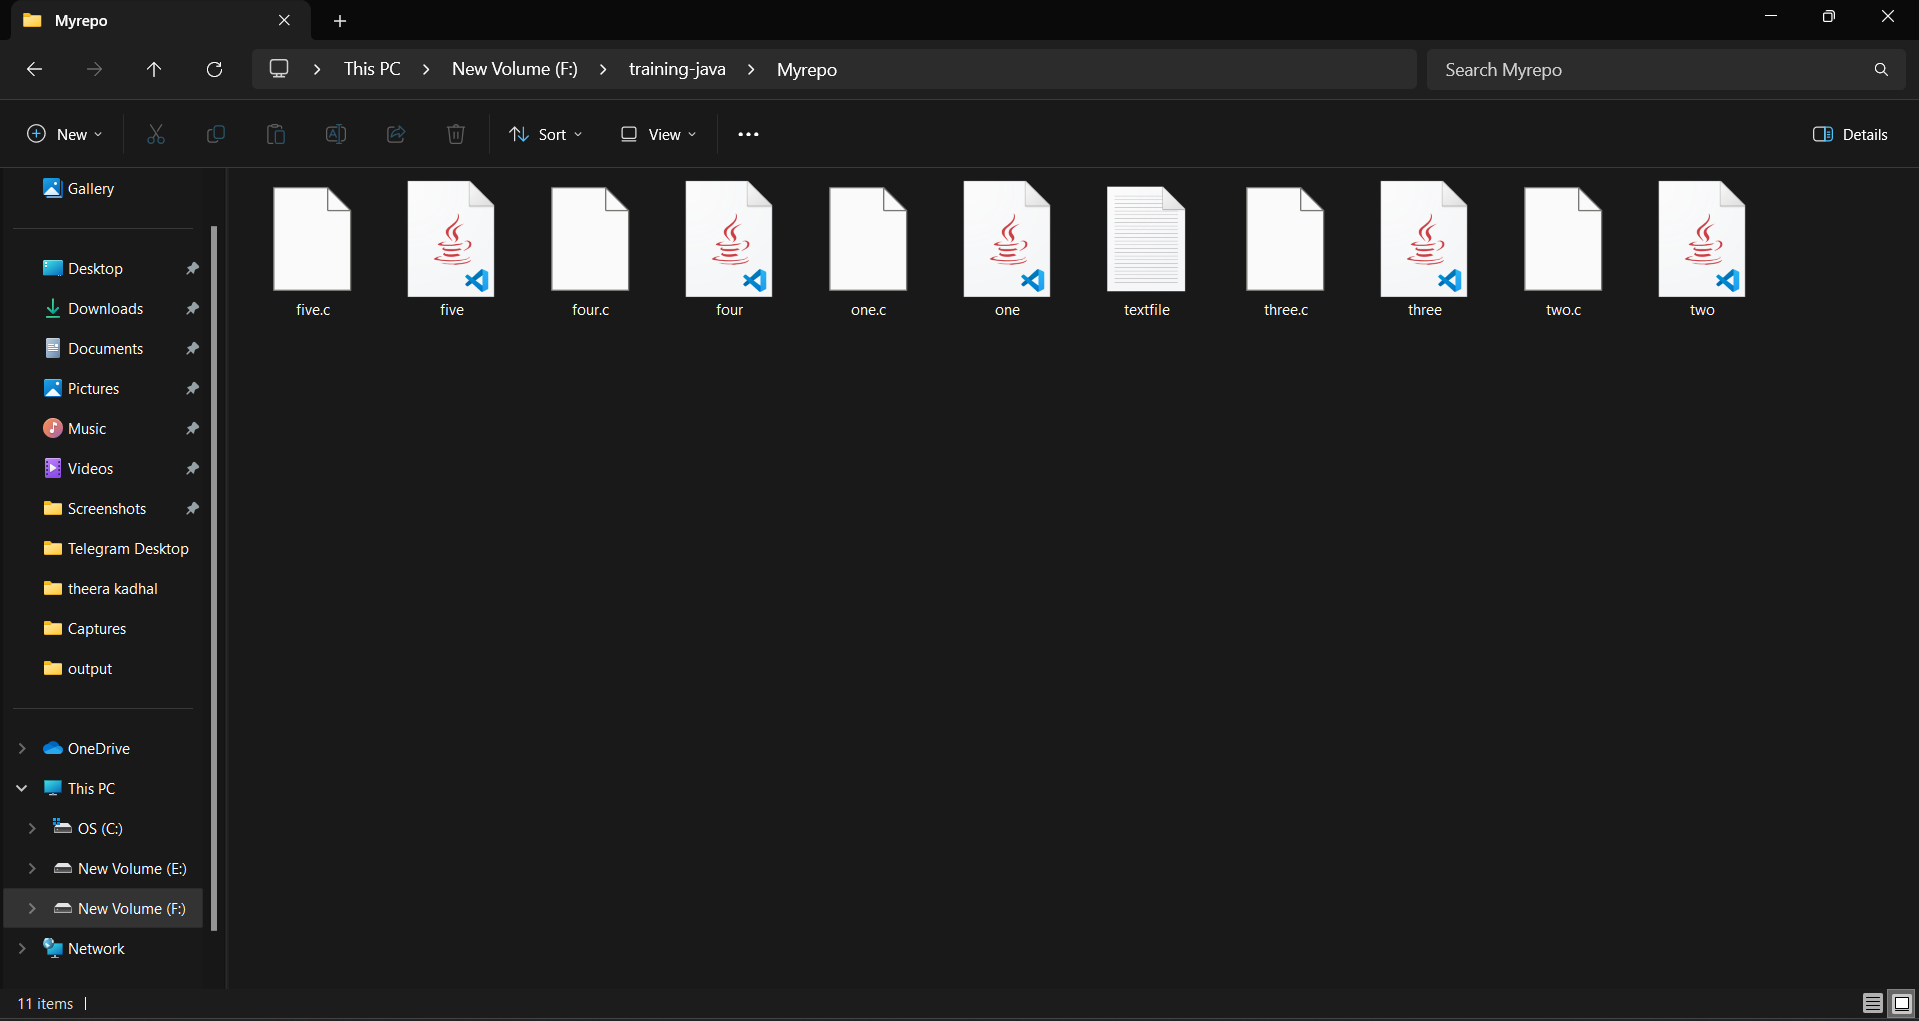 Myrepo
This PC
New Volume (F:)
training-java
Myrepo
Search Myrepo
New
Sort
View
Details
Gallery
Desktop
Downloads
Documents
Pictures
Music
Videos
Screenshots
Telegram Desktop
theera kadhal
Captures
output
OneDrive
This PC
OS (C:)
New Volume (E:)
New Volume (F:)
Network
five.c
five
four.c
four
one.c
one
textfile
three.c
three
two.c
two
11 items